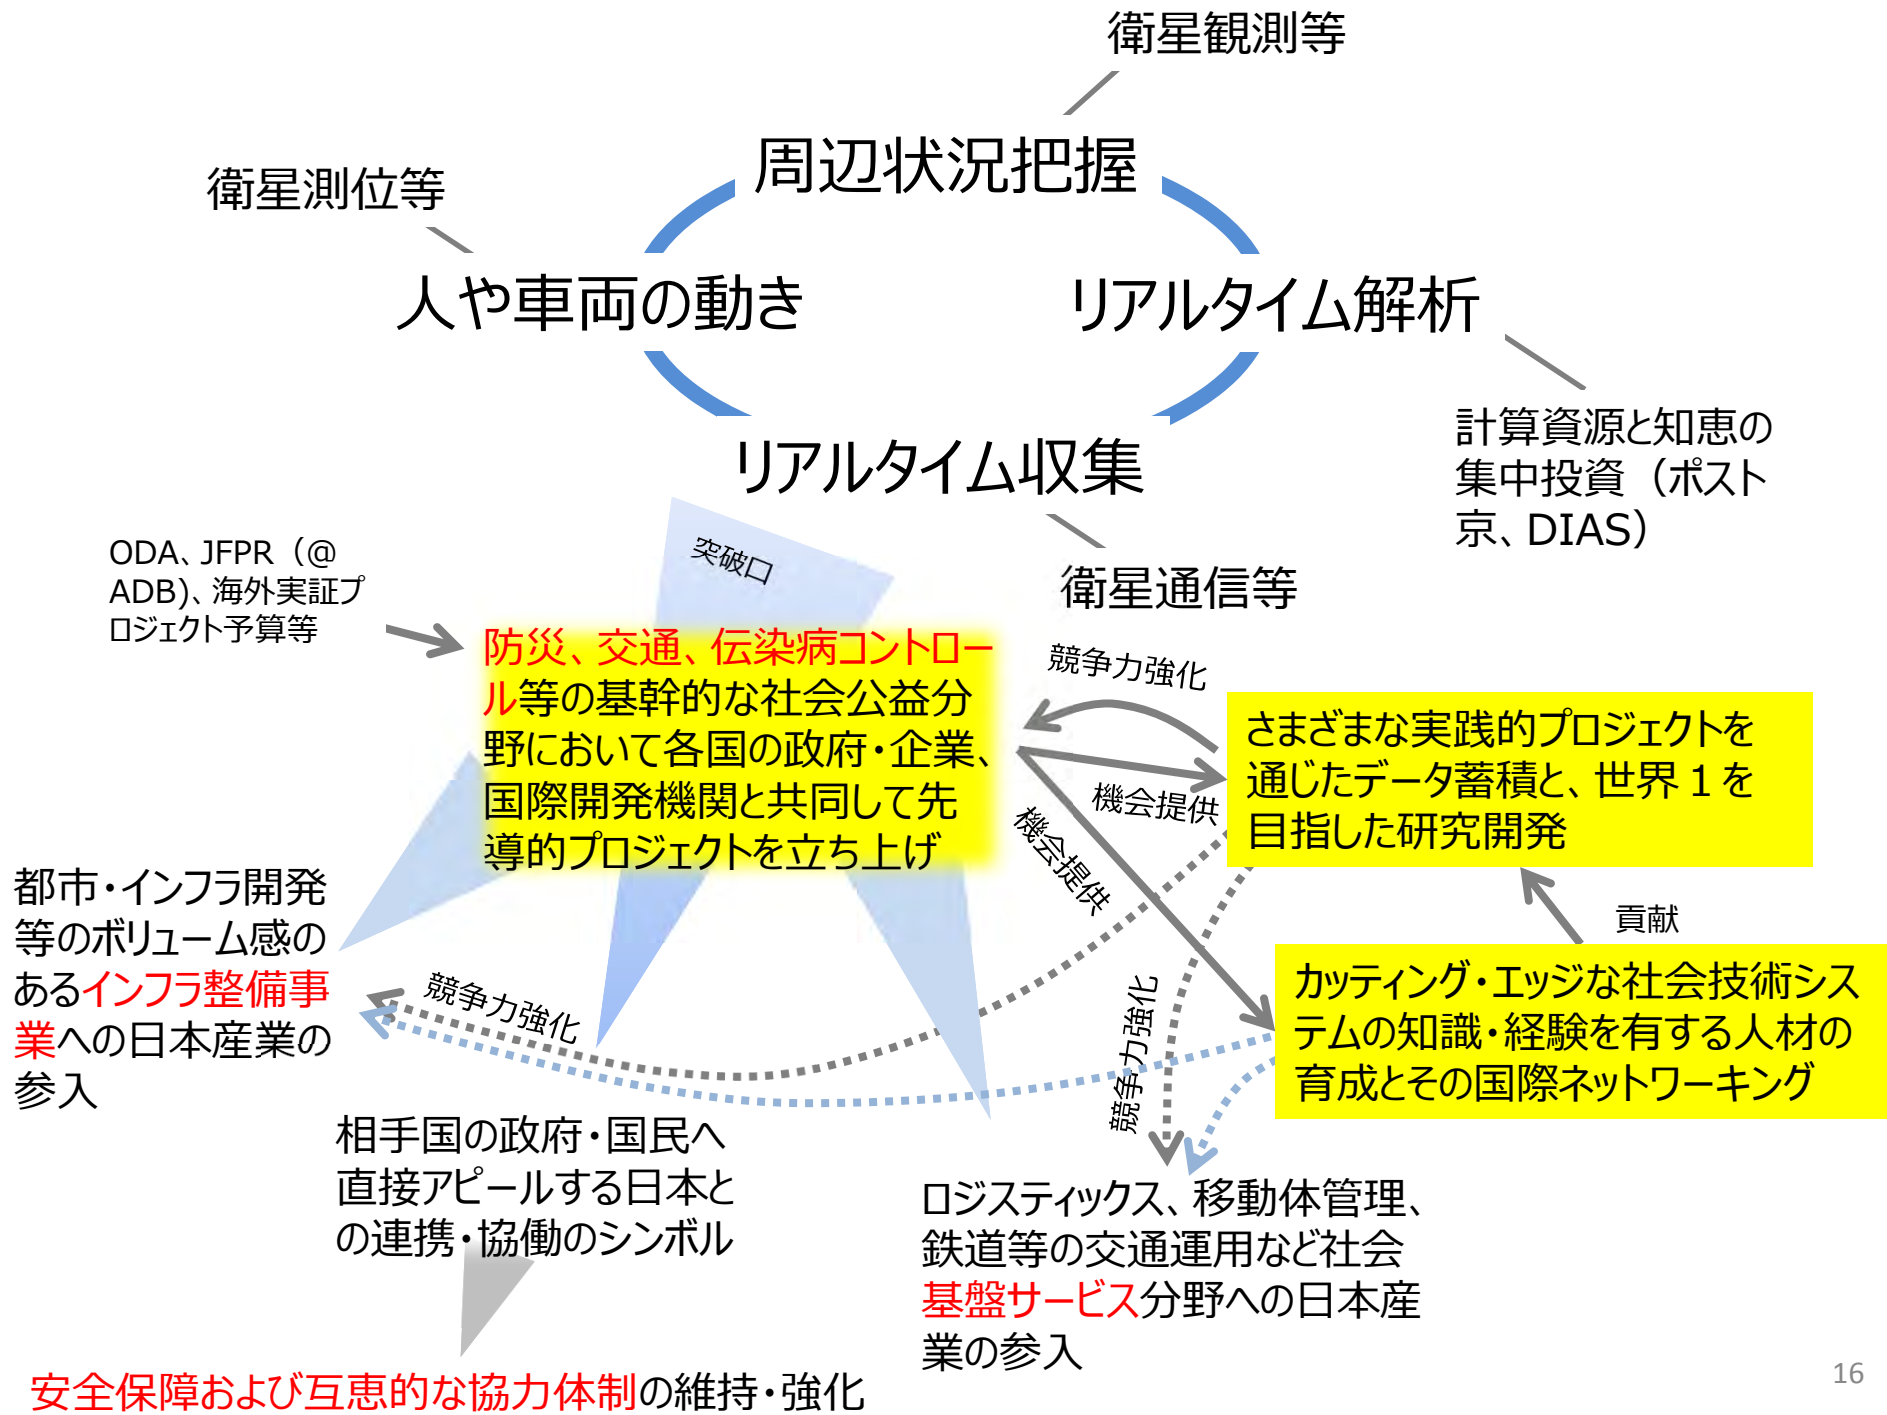 衛星観測等
周辺状況把握
衛星測位等
人や車両の動き
リアルタイム解析
計算資源と知恵の
集中投資（ポスト
京、DIAS）
リアルタイム収集
衛星通信等
突破口
ODA、JFPR（@
ADB)、海外実証プ
ロジェクト予算等
防災、交通、伝染病コントロー
ル等の基幹的な社会公益分
野において各国の政府・企業、
国際開発機関と共同して先
導的プロジェクトを立ち上げ
競争力強化
機会提供
機会提供
さまざまな実践的プロジェクトを
通じたデータ蓄積と、世界１を
目指した研究開発
貢献
カッティング・エッジな社会技術シス
テムの知識・経験を有する人材の
育成とその国際ネットワーキング
都市・インフラ開発
等のボリューム感の
あるインフラ整備事
業への日本産業の
参入
競争力強化
競争力強化
相手国の政府・国民へ
直接アピールする日本と
の連携・協働のシンボル
ロジスティックス、移動体管理、
鉄道等の交通運用など社会
基盤サービス分野への日本産
業の参入
安全保障および互恵的な協力体制の維持・強化
16